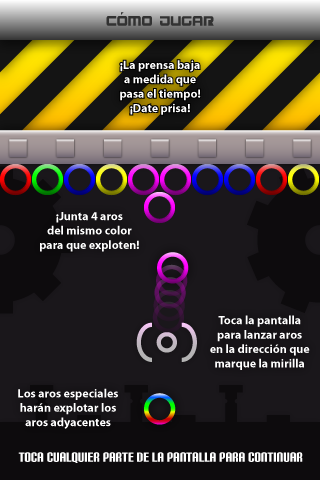 CÓMO JUGAR
¡La prensa baja
a medida que
pasa el tiempo!
¡Date prisa!
¡Junta 4 aros
del mismo color
para que exploten!
Toca la pantalla
para lanzar aros
en la dirección que
marque la mirilla
Los aros especiales
harán explotar los
aros adyacentes
TOCA CUALQUIER PARTE DE LA PANTALLA PARA CONTINUAR